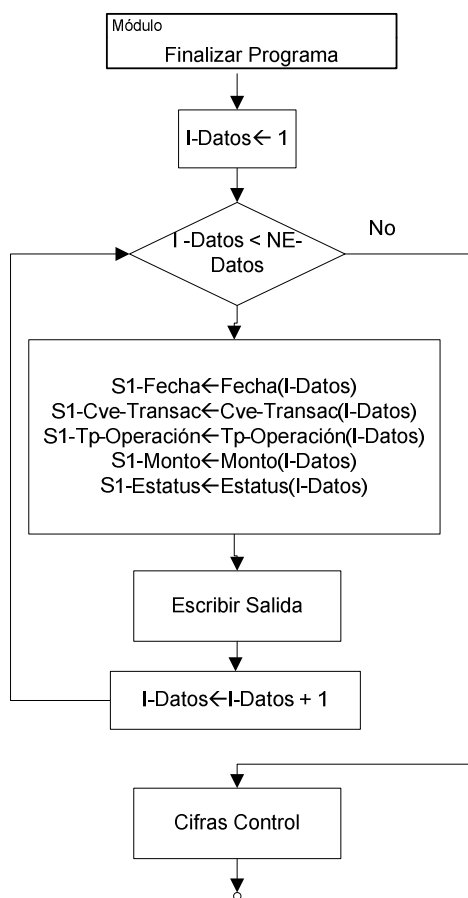 Módulo
Finalizar Programa
I-Datos← 1
I -Datos < NE-
Datos
No
S1-Fecha←Fecha(I-Datos)
S1-Cve-Transac←Cve-Transac(I-Datos)
S1-Tp-Operación←Tp-Operación(I-Datos)
S1-Monto←Monto(I-Datos)
S1-Estatus←Estatus(I-Datos)
Escribir Salida
I-Datos←I-Datos + 1
Cifras Control